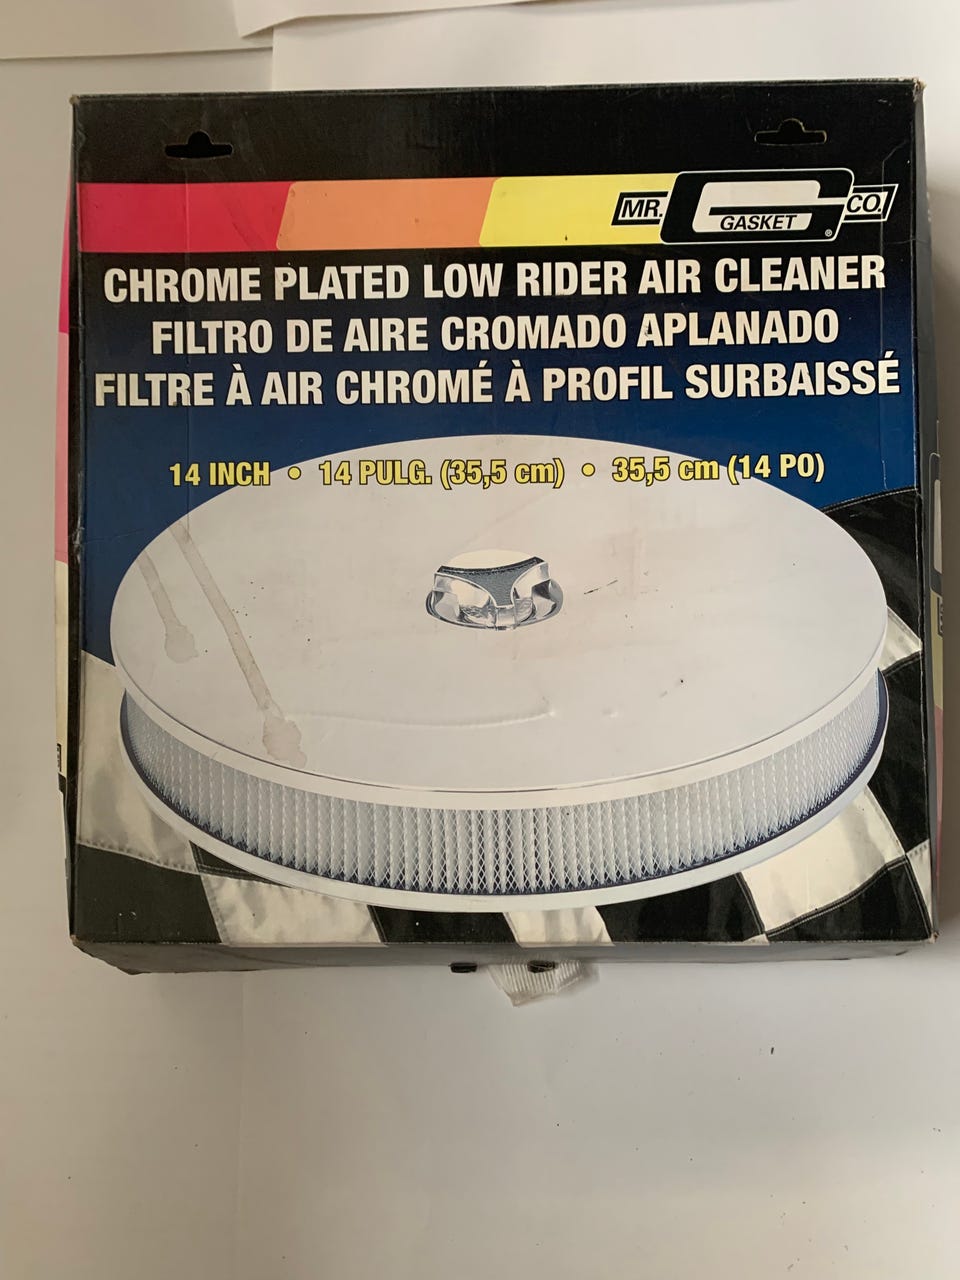 MR. GASKET CO.
®
CHROME PLATED LOW RIDER AIR CLEANER
FILTRO DE AIRE CROMADO APLANADO
FILTRE À AIR CHROMÉ À PROFIL SURBAISSÉ
14 INCH • 14 PULG. (35,5 cm) • 35,5 cm (14 PO)